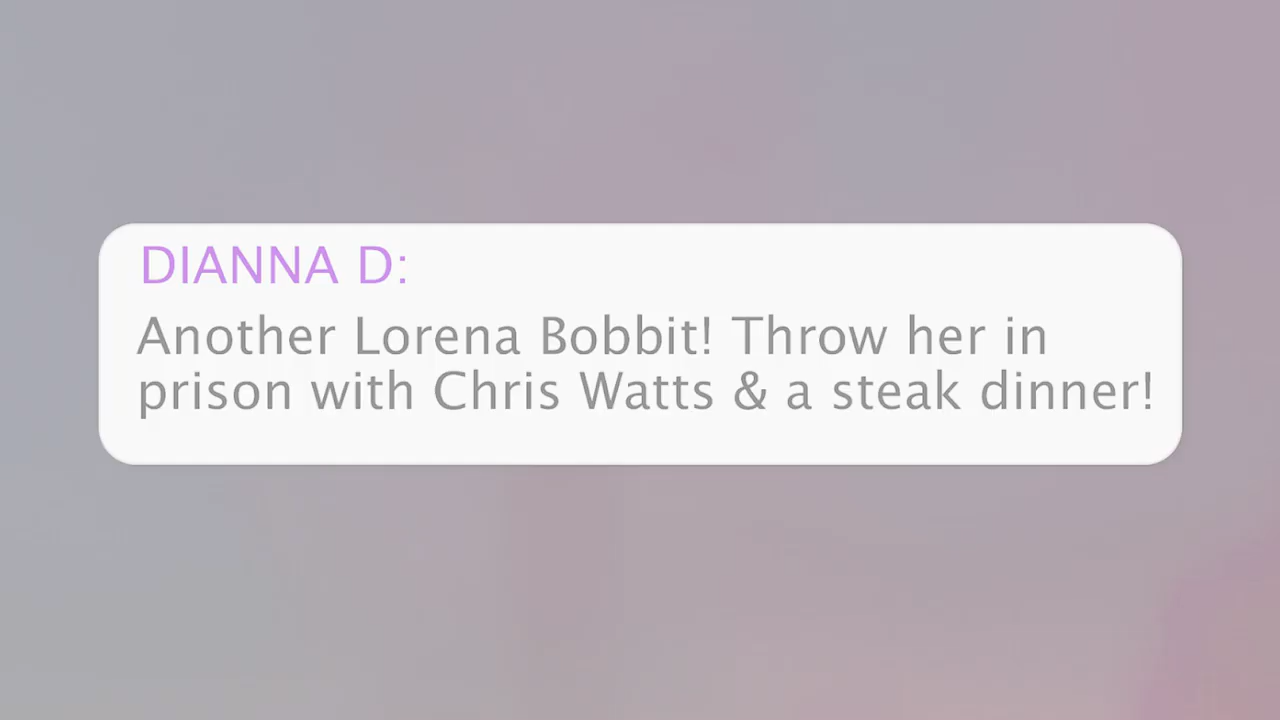 DIANNA D:
Another Lorena Bobbit! Throw her in
prison with Chris Watts & a steak dinner!